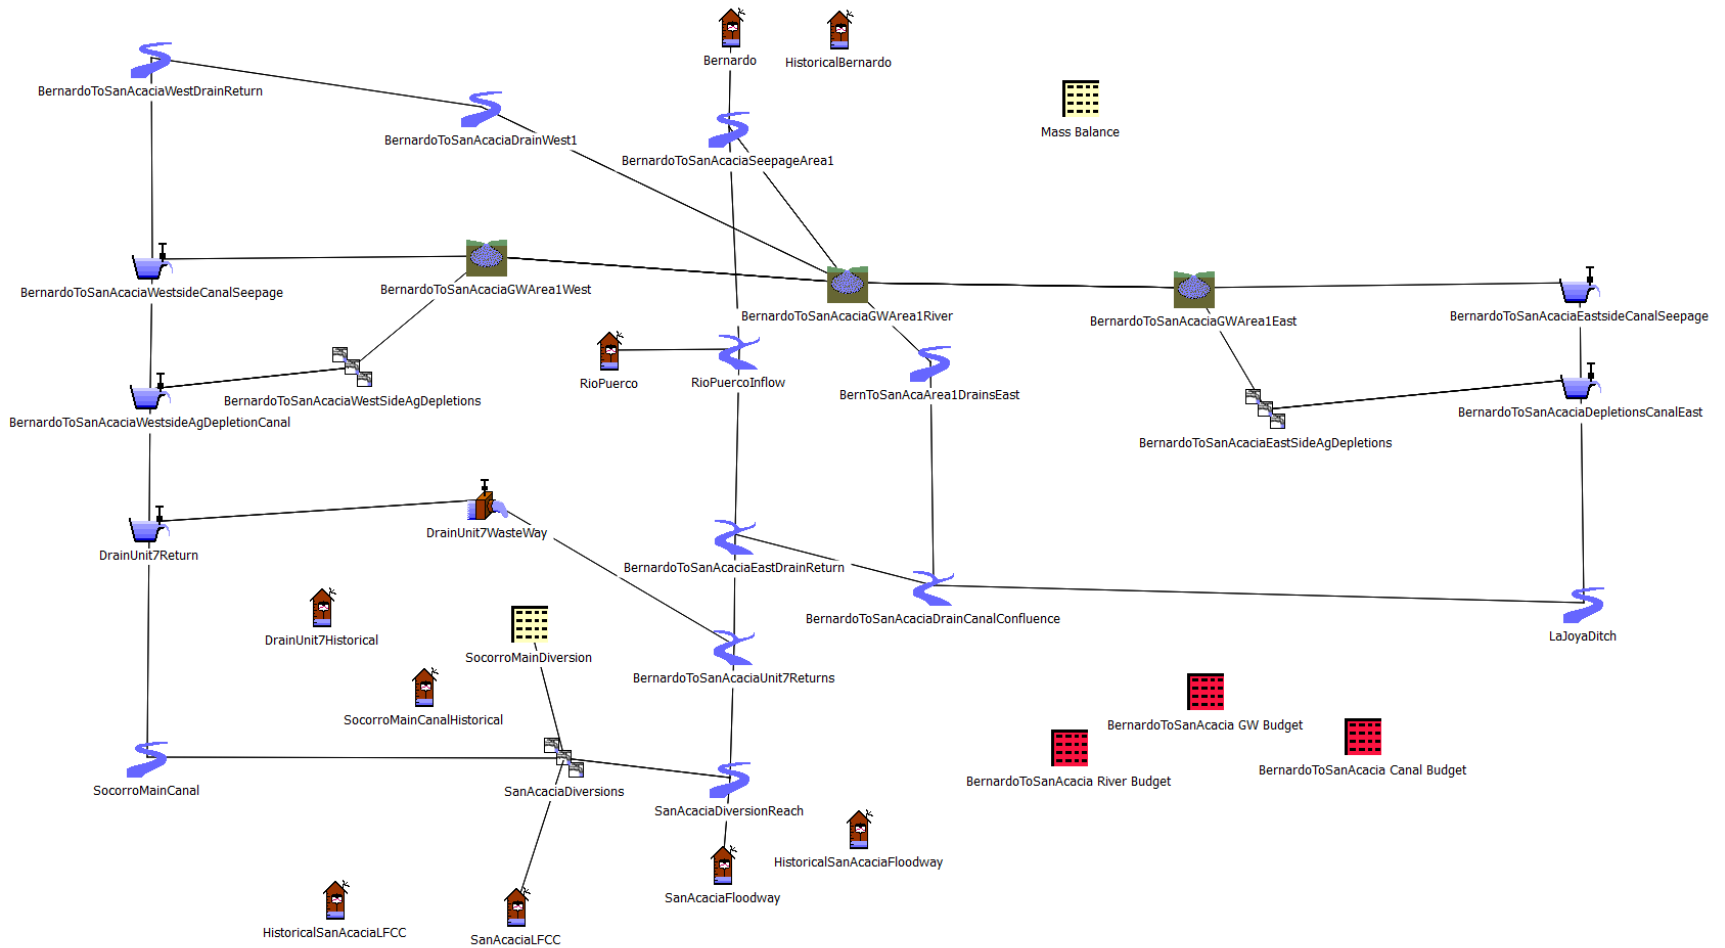 Bernardo
HistoricalBernardo
BernardoToSanAcaciaWestDrainReturn
Mass Balance
BernardoToSanAcaciaDrainWest1
BernardoToSanAcaciaSeepageArea1
BernardoToSanAcaciaWestsideCanalSeepage
BernardoToSanAcaciaGWArea1West
BernardoToSanAcaciaGWArea1River
BernardoToSanAcaciaGWArea1East
BernardoToSanAcaciaEastsideCanalSeepage
RioPuerco
RioPuercoInflow
BernToSanAcaArea1DrainsEast
BernardoToSanAcaciaWestSideAgDepletions
BernardoToSanAcaciaDepletionsCanalEast
BernardoToSanAcaciaWestsideAgDepletionCanal
BernardoToSanAcaciaEastSideAgDepletions
DrainUnit7WasteWay
DrainUnit7Return
BernardoToSanAcaciaEastDrainReturn
BernardoToSanAcaciaDrainCanalConfluence
LaJoyaDitch
DrainUnit7Historical
SocorroMainDiversion
BernardoToSanAcaciaUnit7Returns
SocorroMainCanalHistorical
BernardoToSanAcacia GW Budget
BernardoToSanAcacia River Budget
BernardoToSanAcacia Canal Budget
SocorroMainCanal
SanAcaciaDiversions
SanAcaciaDiversionReach
HistoricalSanAcaciaFloodway
SanAcaciaFloodway
HistoricalSanAcaciaLFCC
SanAcaciaLFCC